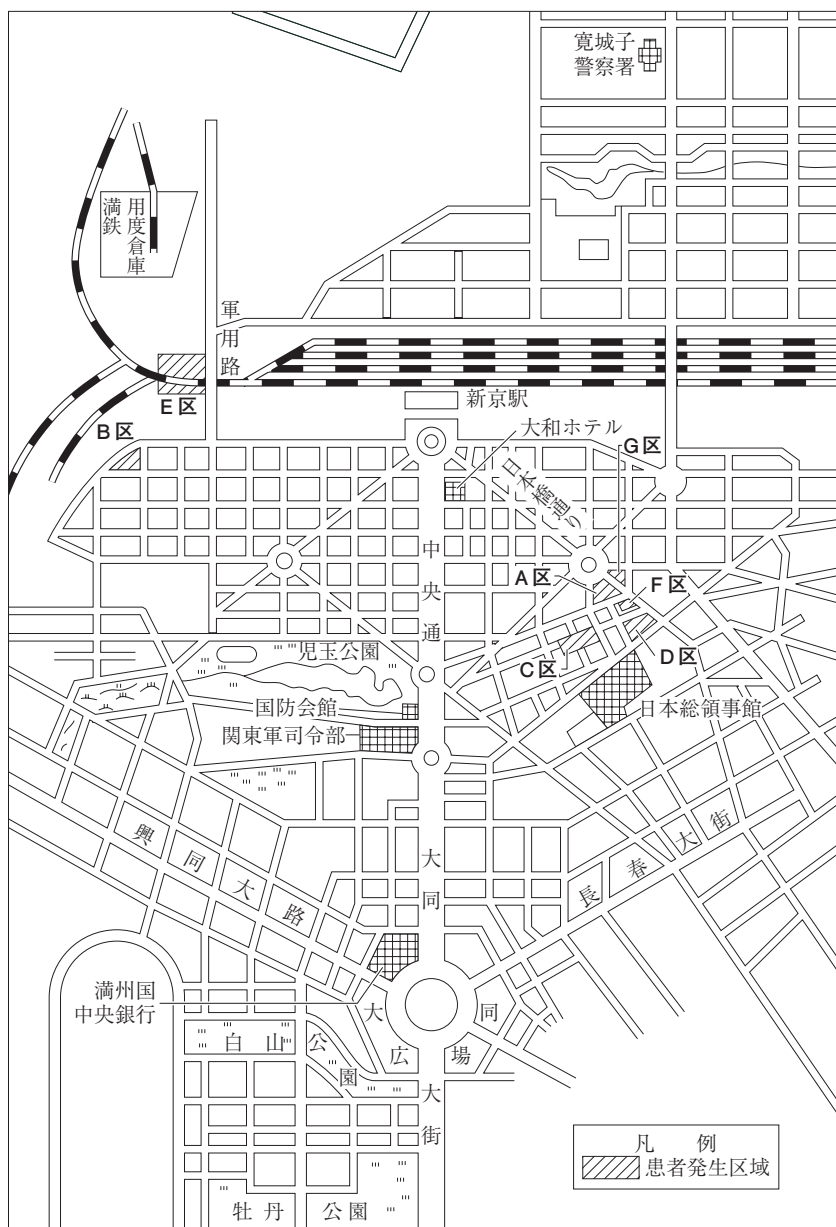 寛城子
警察署
満鉄
用度倉庫
軍用路
E区
新京駅
B区
大和ホテル
G区
日本橋通り
中央通
A区
F区
児玉公園
C区
D区
国防会館
日本総領事館
関東軍司令部
興同大路
大同
長春大街
満州国
中央銀行
大同
広場
白山公園
大街
凡例
患者発生区域
牡丹公園